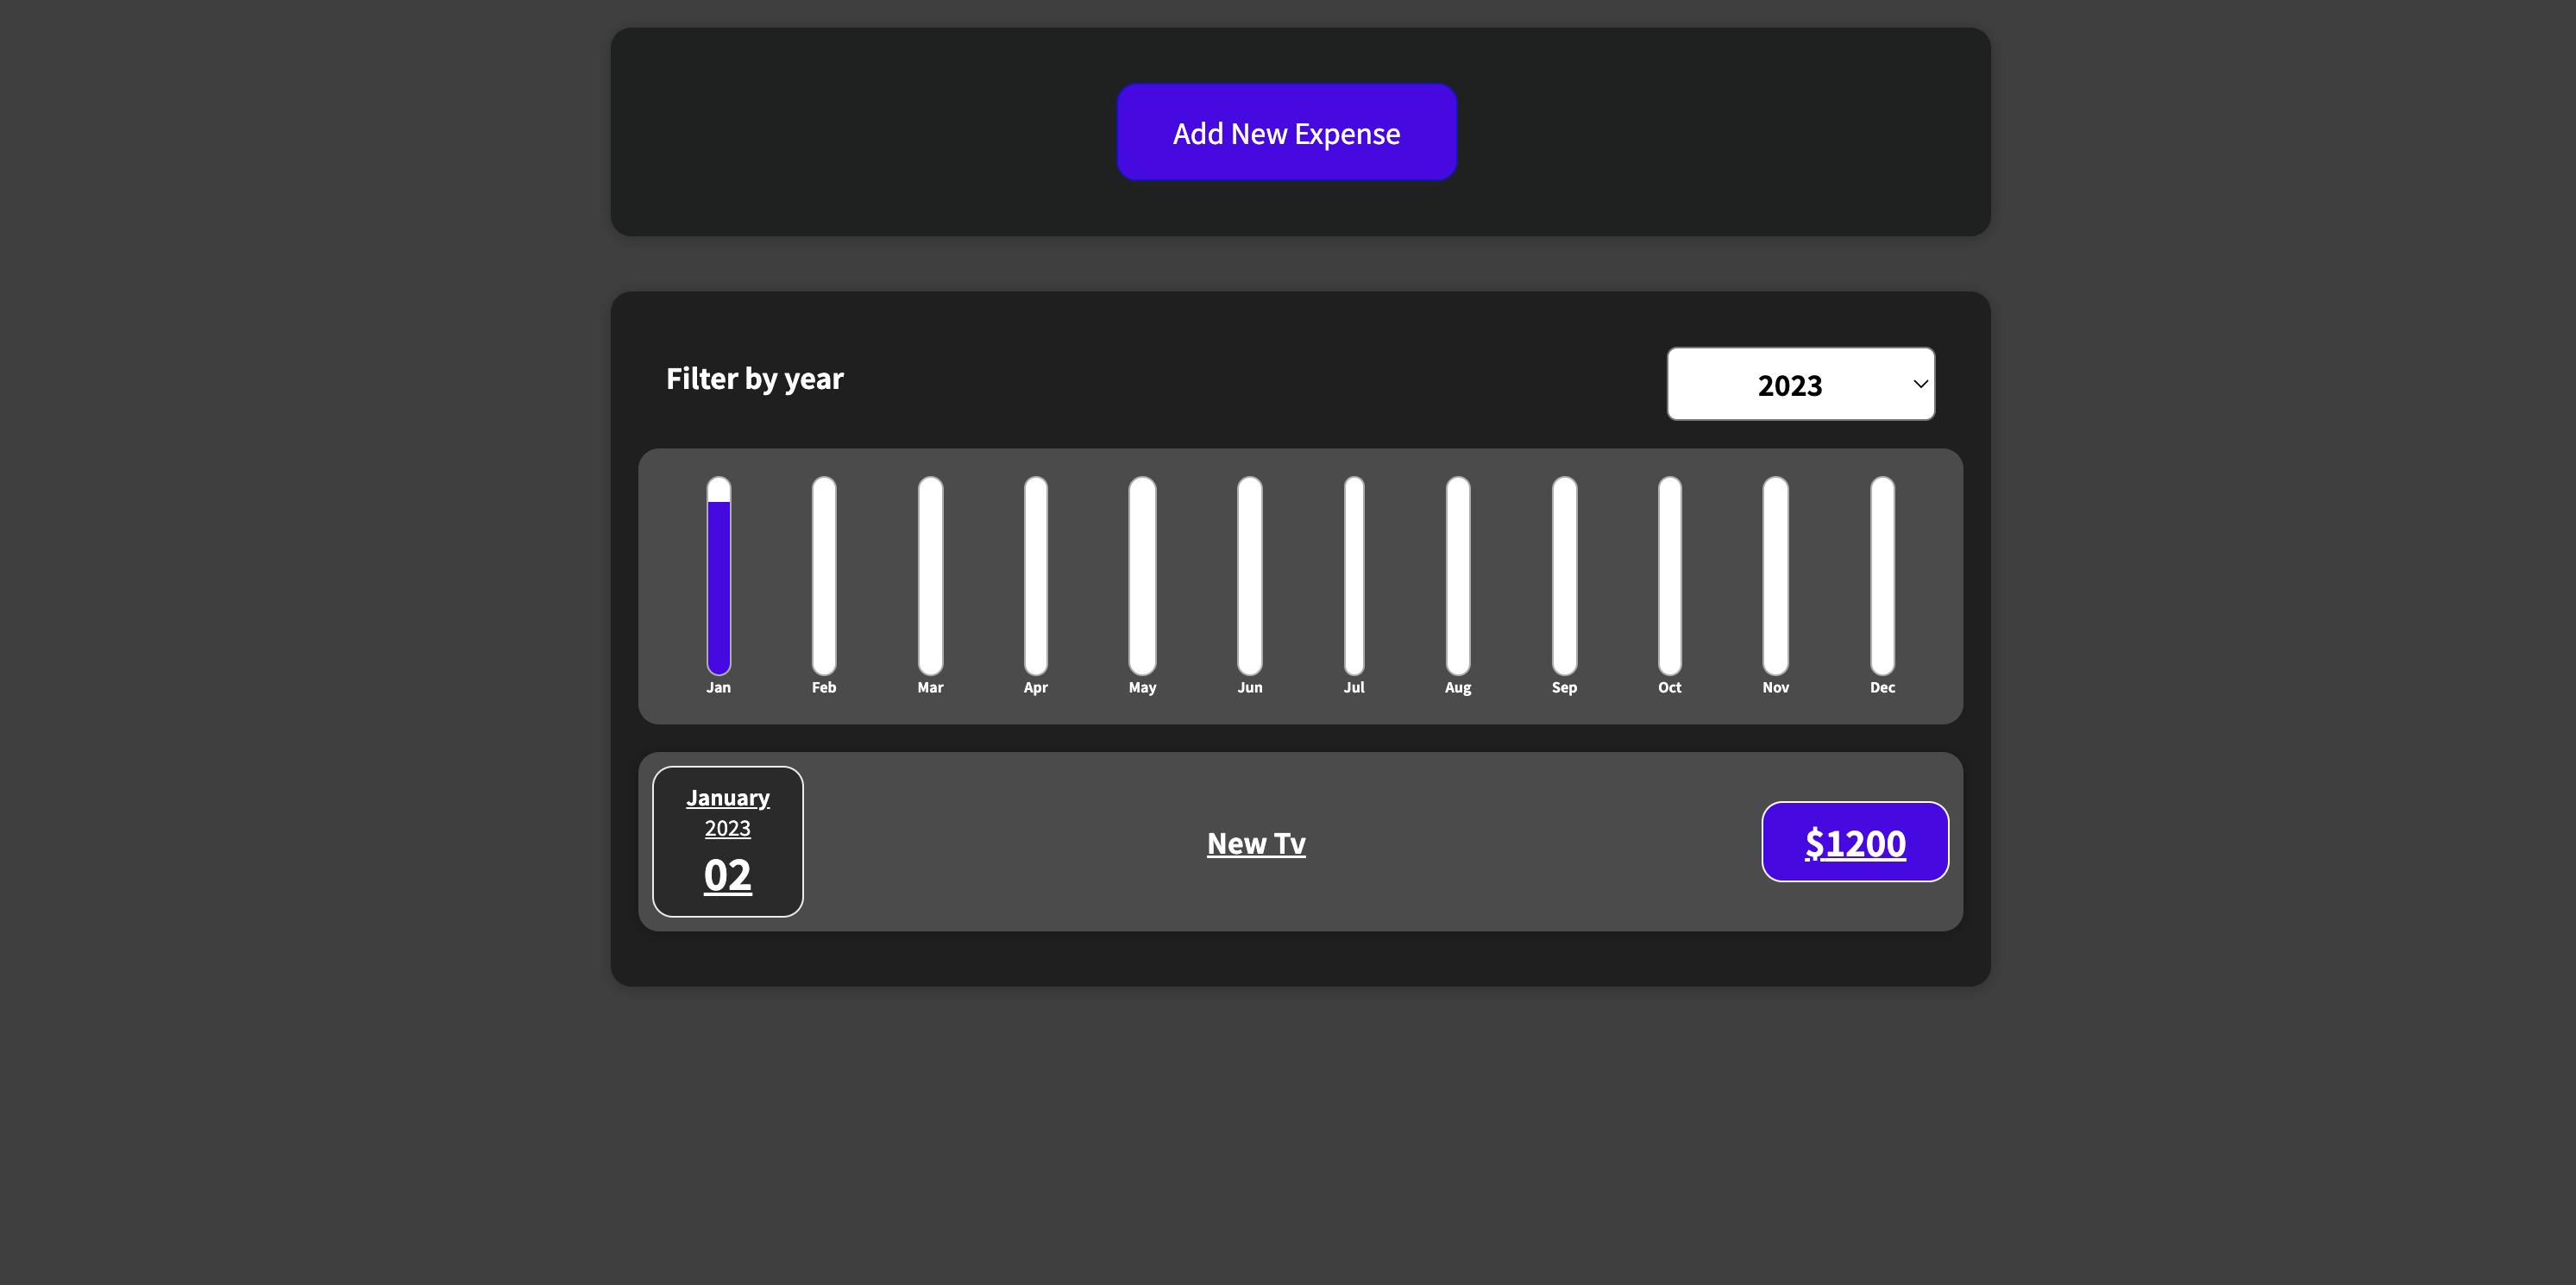 Add New Expense
Filter by year
2023
Jan Feb Mar Apr May Jun Jul Aug Sep Oct Nov Dec
January
2023
02
New Tv
$1200